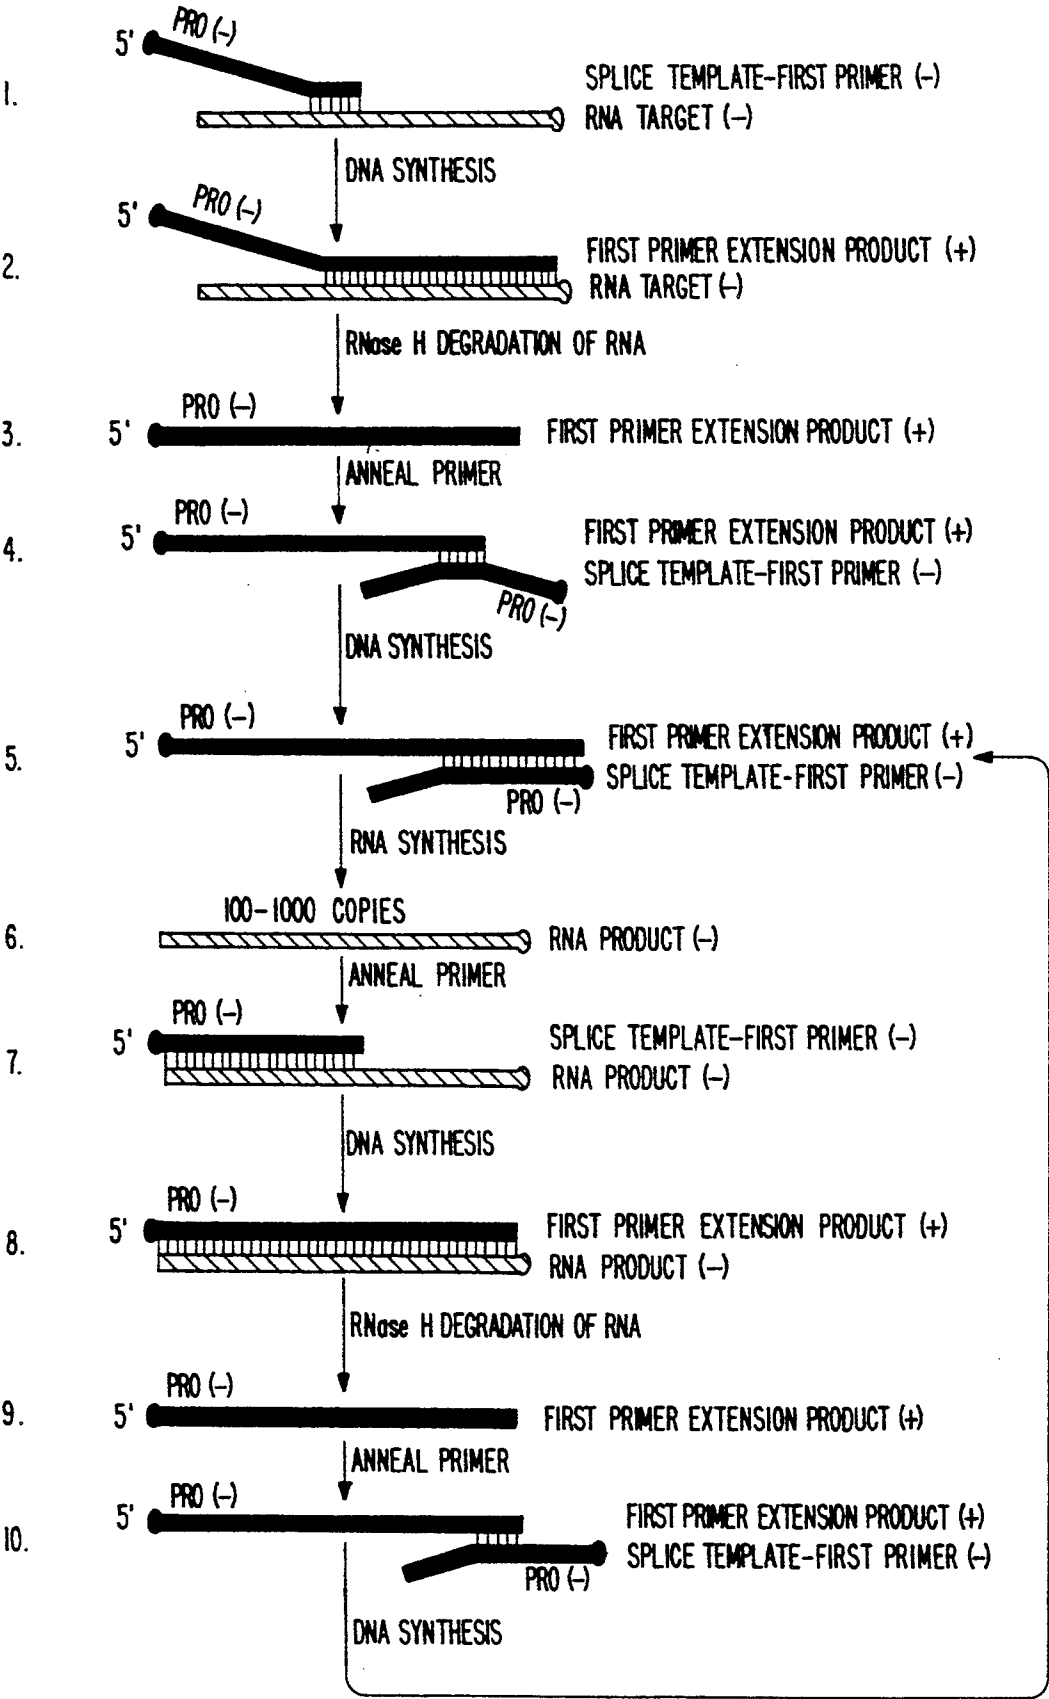 PRO (-)
5'
1.
SPLICE TEMPLATE-FIRST PRIMER (-)
RNA TARGET (-)
DNA SYNTHESIS
PRO (-)
5'
2.
FIRST PRIMER EXTENSION PRODUCT (+)
RNA TARGET (-)
RNase H DEGRADATION OF RNA
PRO (-)
3.
5'
FIRST PRIMER EXTENSION PRODUCT (+)
ANNEAL PRIMER
PRO (-)
4.
5'
FIRST PRIMER EXTENSION PRODUCT (+)
SPLICE TEMPLATE-FIRST PRIMER (-)
PRO (-)
DNA SYNTHESIS
PRO (-)
5'
5.
FIRST PRIMER EXTENSION PRODUCT (+)
SPLICE TEMPLATE-FIRST PRIMER (-)
PRO (-)
RNA SYNTHESIS
100-1000 COPIES
6.
RNA PRODUCT (-)
ANNEAL PRIMER
PRO (-)
5'
7.
SPLICE TEMPLATE-FIRST PRIMER (-)
RNA PRODUCT (-)
DNA SYNTHESIS
PRO (-)
5'
8.
FIRST PRIMER EXTENSION PRODUCT (+)
RNA PRODUCT (-)
RNase H DEGRADATION OF RNA
PRO (-)
9.
5'
FIRST PRIMER EXTENSION PRODUCT (+)
ANNEAL PRIMER
PRO (-)
5'
10.
FIRST PRIMER EXTENSION PRODUCT (+)
SPLICE TEMPLATE-FIRST PRIMER (-)
PRO (-)
DNA SYNTHESIS